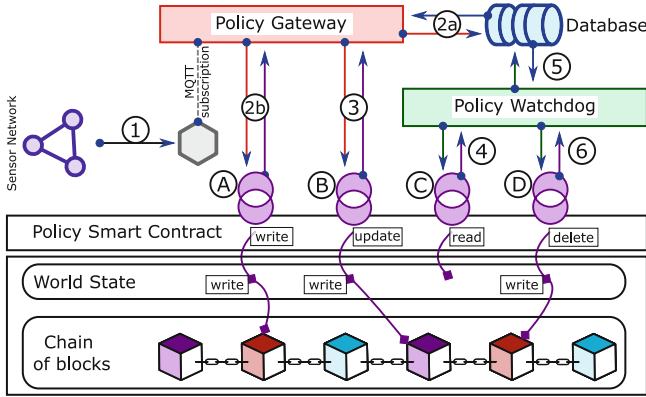 Policy Gateway
2a
Database
Sensor Network
1
MQTT
subscription
2b
3
5
Policy Watchdog
4
6
A
B
C
D
Policy Smart Contract
write
update
read
delete
World State
write
write
write
Chain
of blocks